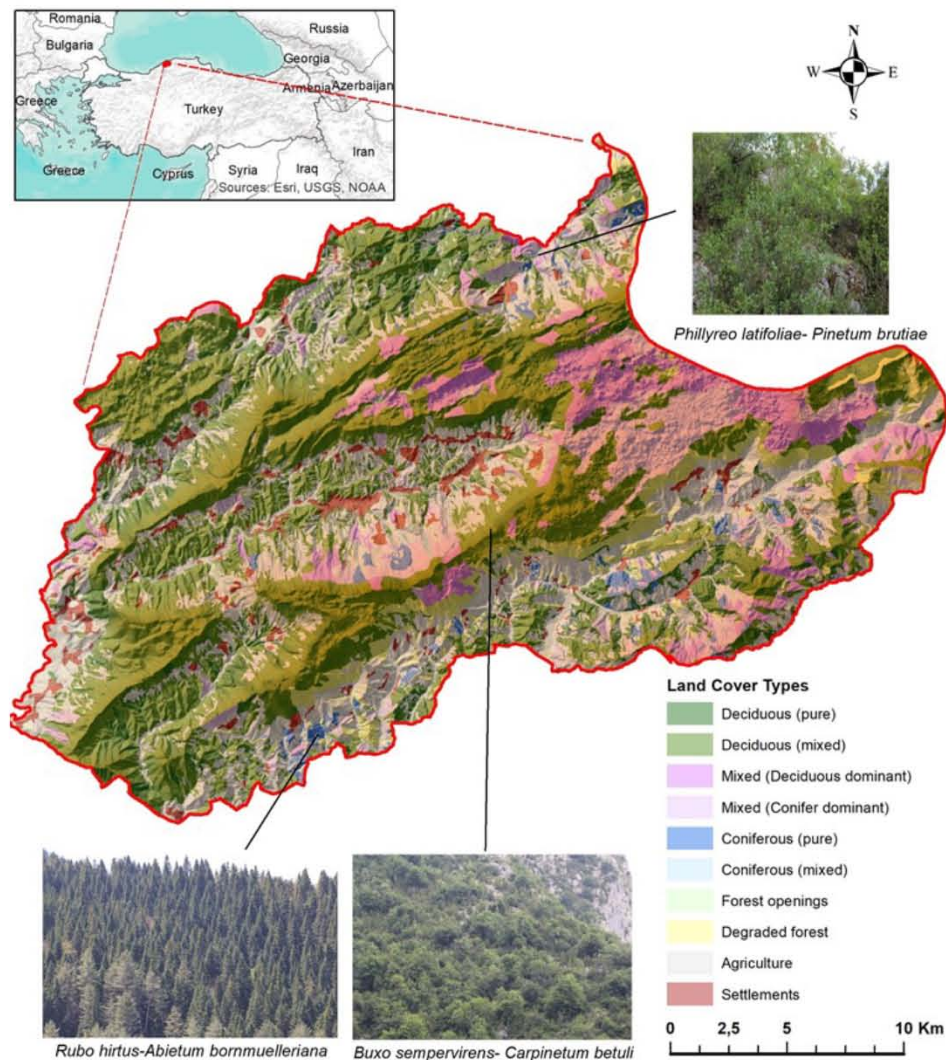 Romania
Bulgaria
Russia
Georgia
Armenia
Azerbaijan
Greece
Turkey
Iran
Greece
Cyprus
Syria
Iraq
Sources: Esri, USGS, NOAA
N
W
E
S
Phillyreo latifoliae- Pinetum brutiae
Land Cover Types
Deciduous (pure)
Deciduous (mixed)
Mixed (Deciduous dominant)
Mixed (Conifer dominant)
Coniferous (pure)
Coniferous (mixed)
Forest openings
Degraded forest
Agriculture
Settlements
0 2,5 5 10 Km
Rubo hirtus-Abietum bornmuelleriana
Buxo sempervirens- Carpinetum betuli